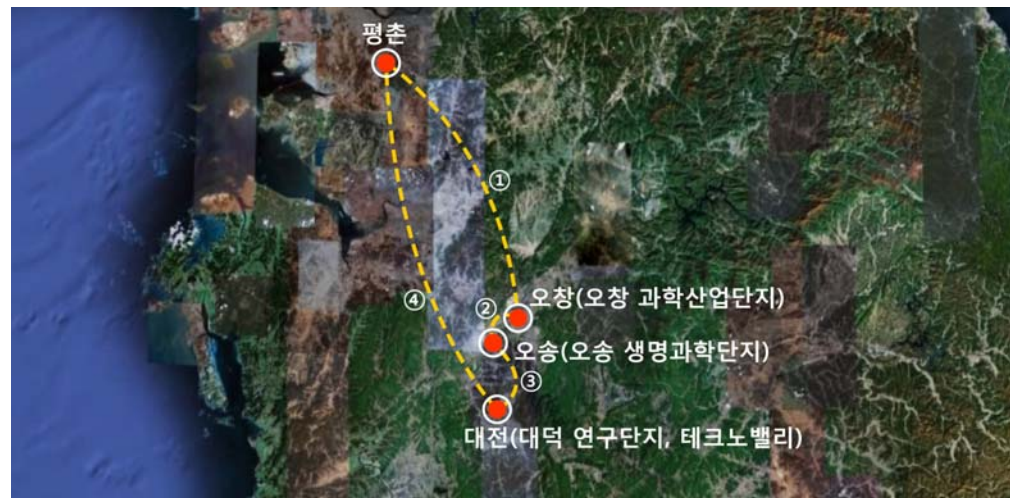 평촌
①
④
②
오창(오창 과학산업단지)
오송(오송 생명과학단지)
③
대전(대덕 연구단지, 테크노밸리)